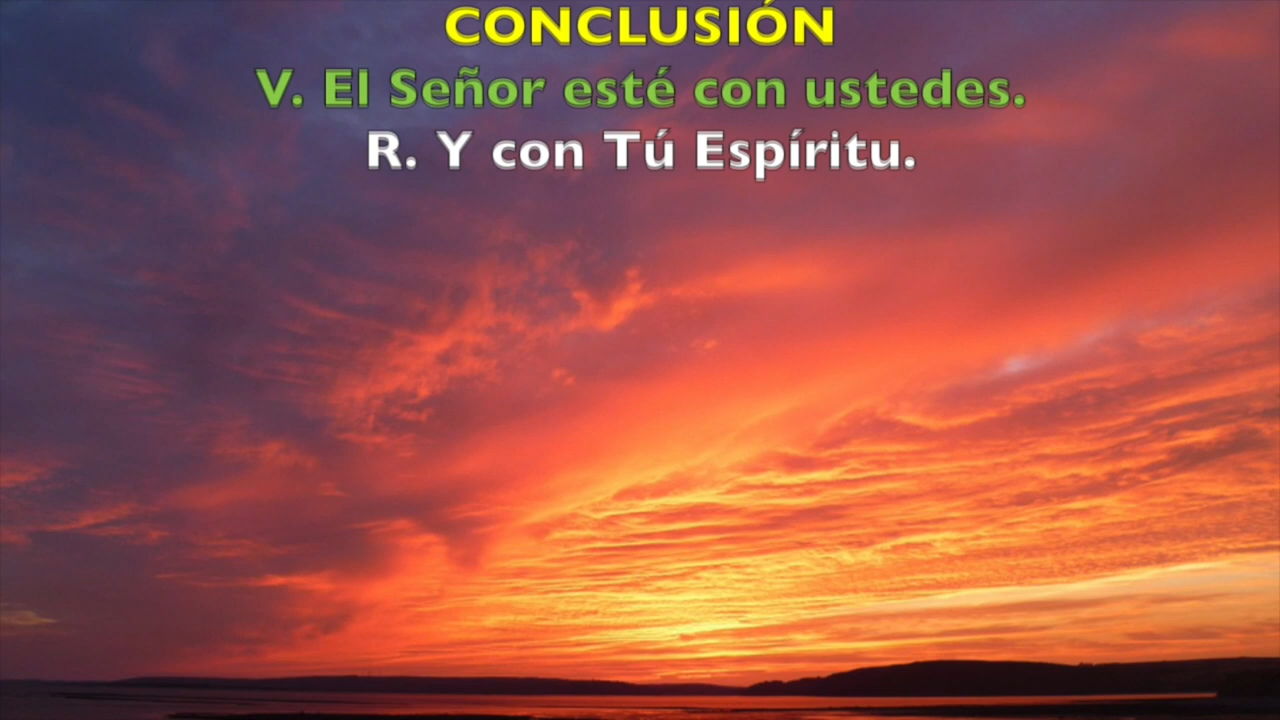 CONCLUSIÓN
V. El Señor esté con ustedes.
R. Y con Tú Espíritu.